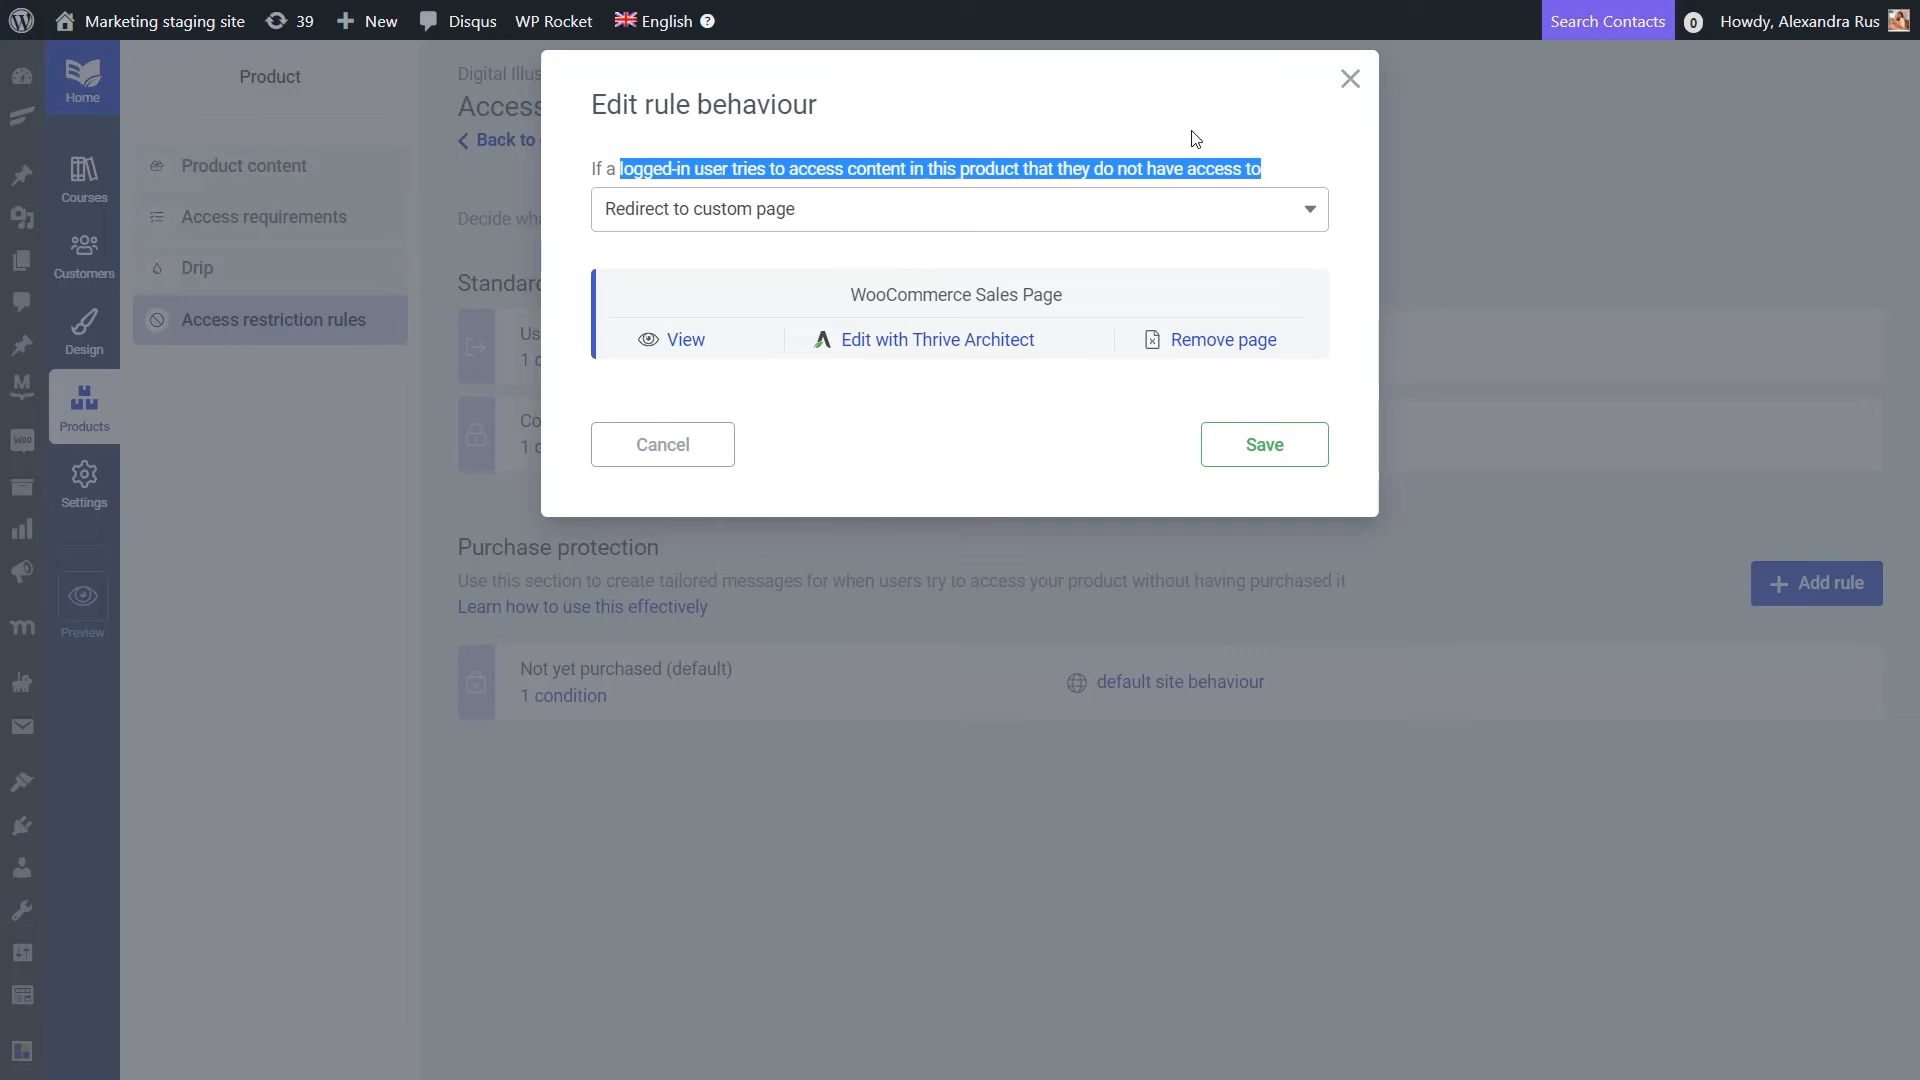 Marketing staging site 39 New Disqus WP Rocket English ? Search Contacts 0 Howdy, Alexandra Rus
Home
Courses
Customers
Design
Products
Settings
Preview
WOO
Product
Product content
Access requirements
Drip
Access restriction rules
Digital Illus
Access
Back to
Decide wha
Standard
Us
1 c
Co
1 c
Edit rule behaviour
If a logged-in user tries to access content in this product that they do not have access to
Redirect to custom page
WooCommerce Sales Page
View Edit with Thrive Architect Remove page
Cancel Save
Purchase protection
Use this section to create tailored messages for when users try to access your product without having purchased it
Learn how to use this effectively
Add rule
Not yet purchased (default)
1 condition
default site behaviour